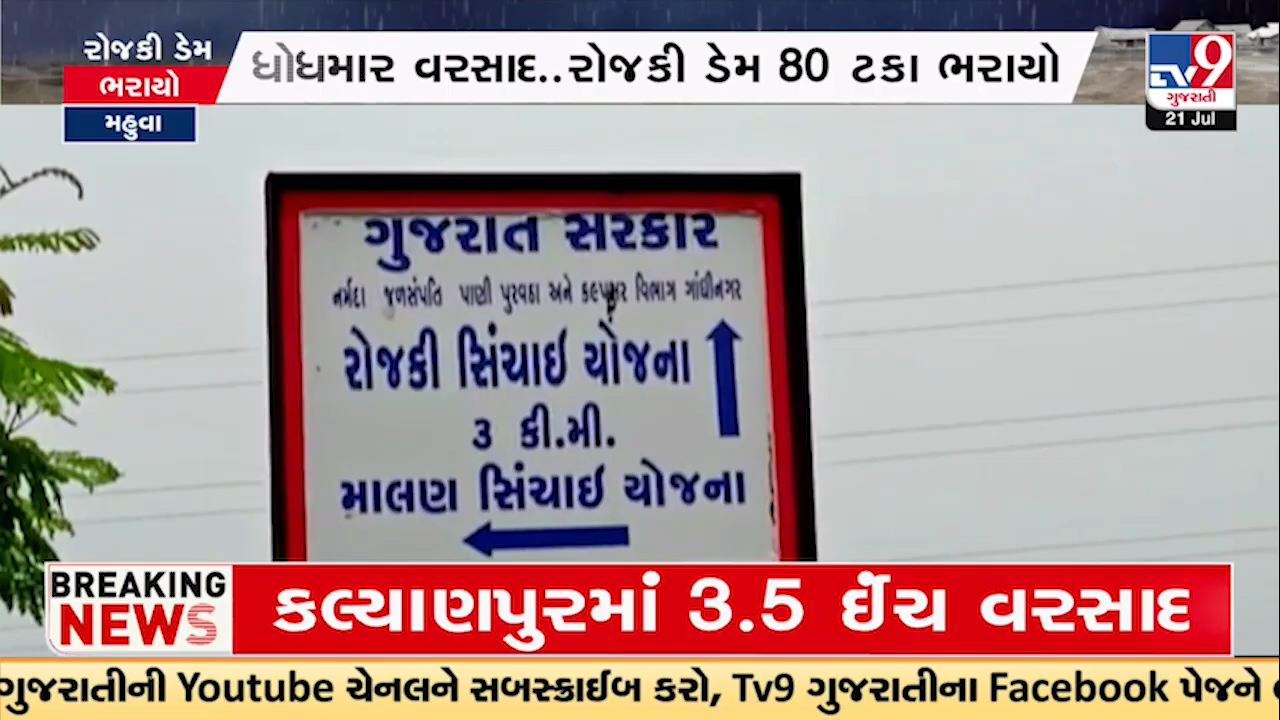 રોજકી ડેમ
ભરાયો
મહુવા
ધોધમાર વરસાદ..રોજકી ડેમ 80 ટકા ભરાયો
TV9
ગુજરાતી
21 Jul
ગુજરાત સરકાર
નર્મદા જળસંપતિ પાણી પુરવઠા અને કલ્પસર વિભાગ ગાંધીનગર
રોજકી સિંચાઇ યોજના
૩ કી.મી.
માલણ સિંચાઇ યોજના
BREAKING NEWS
કલ્યાણપુરમાં 3.5 ઈંચ વરસાદ
ગુજરાતીની Youtube ચેનલને સબસ્ક્રાઈબ કરો, Tv9 ગુજરાતીના Facebook પેજને